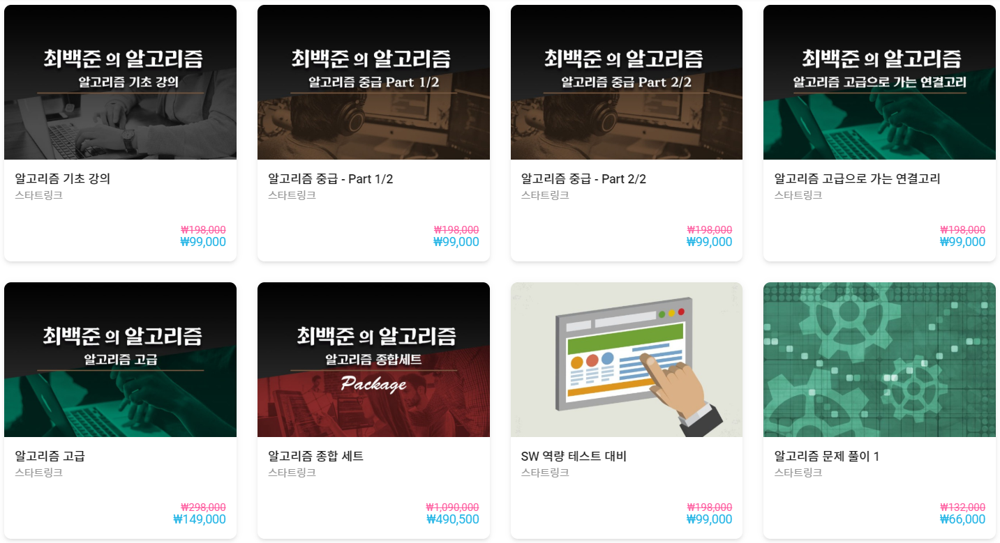 최백준 의 알고리즘
알고리즘 기초 강의
알고리즘 기초 강의
스타트링크
₩198,000
₩99,000
최백준 의 알고리즘
알고리즘 중급 Part 1/2
알고리즘 중급 - Part 1/2
스타트링크
₩198,000
₩99,000
최백준 의 알고리즘
알고리즘 중급 Part 2/2
알고리즘 중급 - Part 2/2
스타트링크
₩198,000
₩99,000
최백준 의 알고리즘
알고리즘 고급으로 가는 연결고리
알고리즘 고급으로 가는 연결고리
스타트링크
₩198,000
₩99,000
최백준 의 알고리즘
알고리즘 고급
알고리즘 고급
스타트링크
₩298,000
₩149,000
최백준 의 알고리즘
알고리즘 종합세트
Package
알고리즘 종합 세트
스타트링크
₩1,090,000
₩490,500
SW 역량 테스트 대비
스타트링크
₩198,000
₩99,000
알고리즘 문제 풀이 1
스타트링크
₩132,000
₩66,000